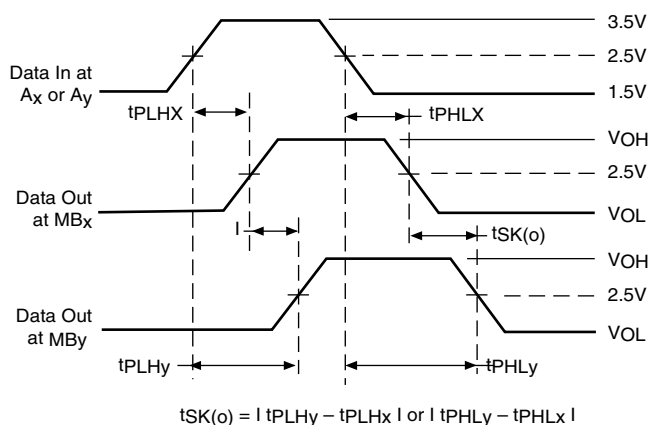 3.5V
Data In at
Ax or Ay
2.5V
1.5V
tPLHX
tPHLX
VOH
Data Out
at MBx
2.5V
VOL
I
tSK(o)
VOH
Data Out
at MBy
2.5V
VOL
tPLHy
tPHLy
tSK(o) = I tPLHy – tPLHx I or I tPHLy – tPHLx I